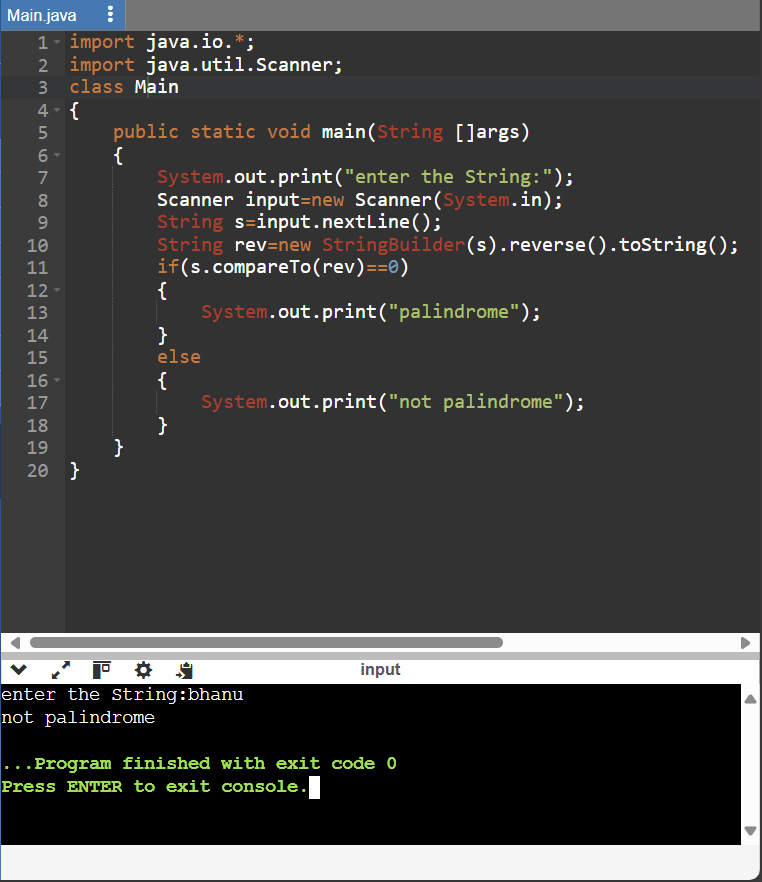 Main.java
1 import java.io.*;
2 import java.util.Scanner;
3 class Main
4 {
5     public static void main(String []args)
6     {
7         System.out.print("enter the String:");
8         Scanner input=new Scanner(System.in);
9         String s=input.nextLine();
10         String rev=new StringBuilder(s).reverse().toString();
11         if(s.compareTo(rev)==0)
12         {
13             System.out.print("palindrome");
14         }
15         else
16         {
17             System.out.print("not palindrome");
18         }
19     }
20 }
input
enter the String:bhanu
not palindrome
...Program finished with exit code 0
Press ENTER to exit console.